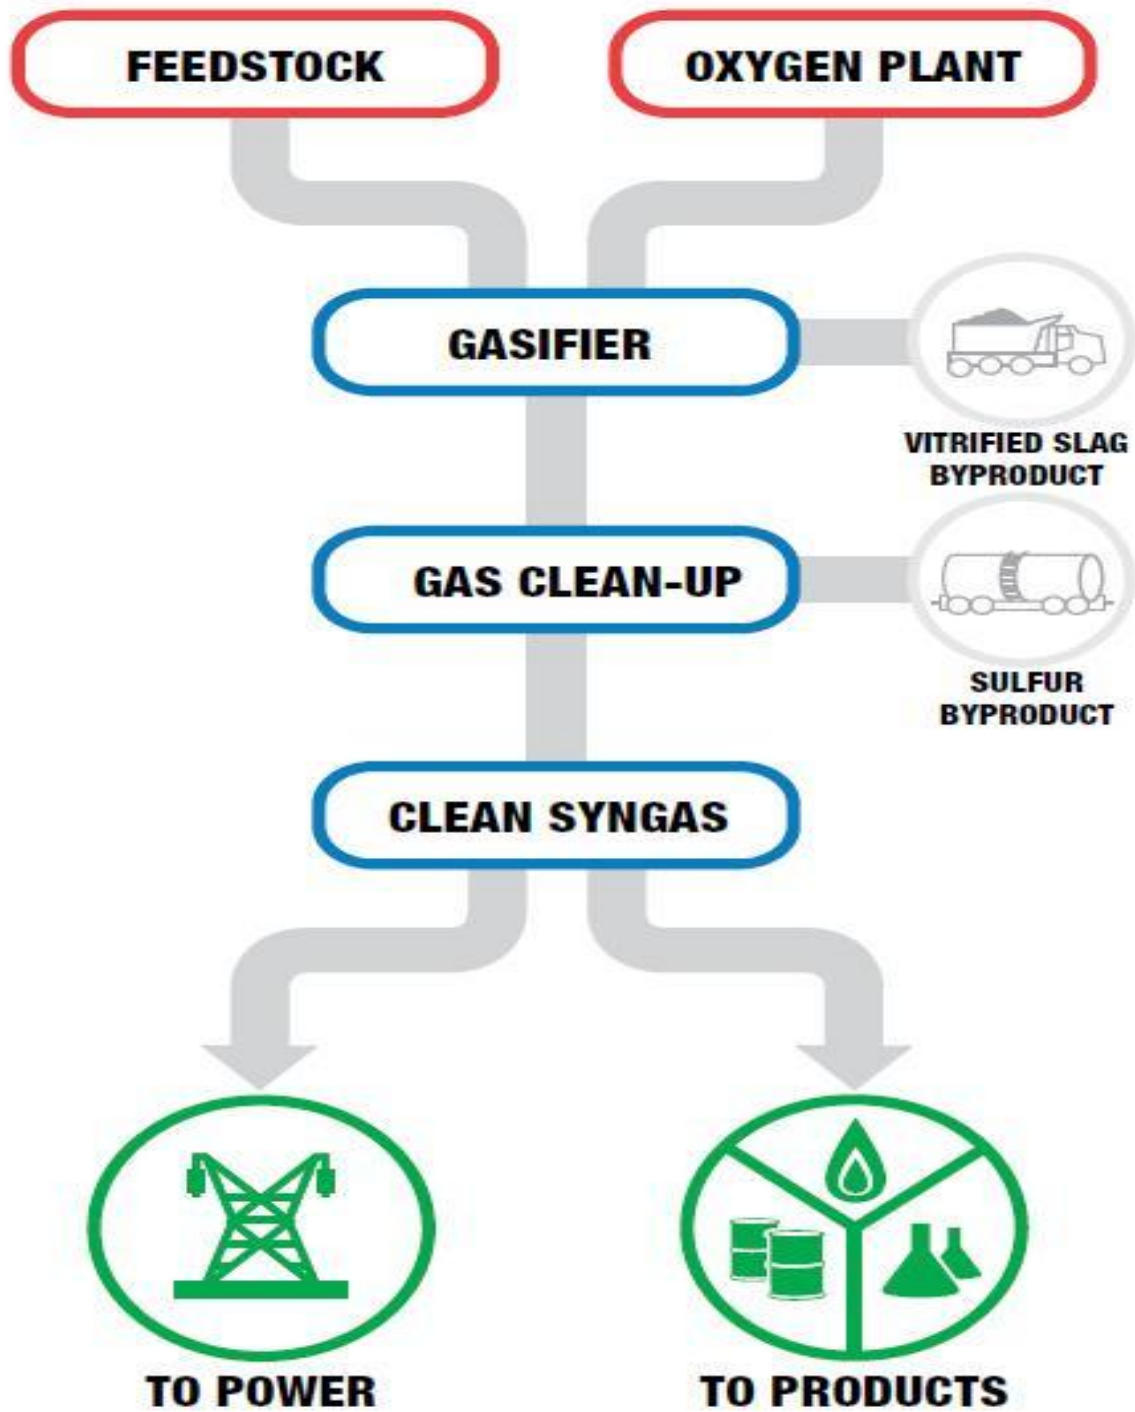 FEEDSTOCK
OXYGEN PLANT
GASIFIER
VITRIFIED SLAG
BYPRODUCT
GAS CLEAN-UP
SULFUR
BYPRODUCT
CLEAN SYNGAS
TO POWER
TO PRODUCTS